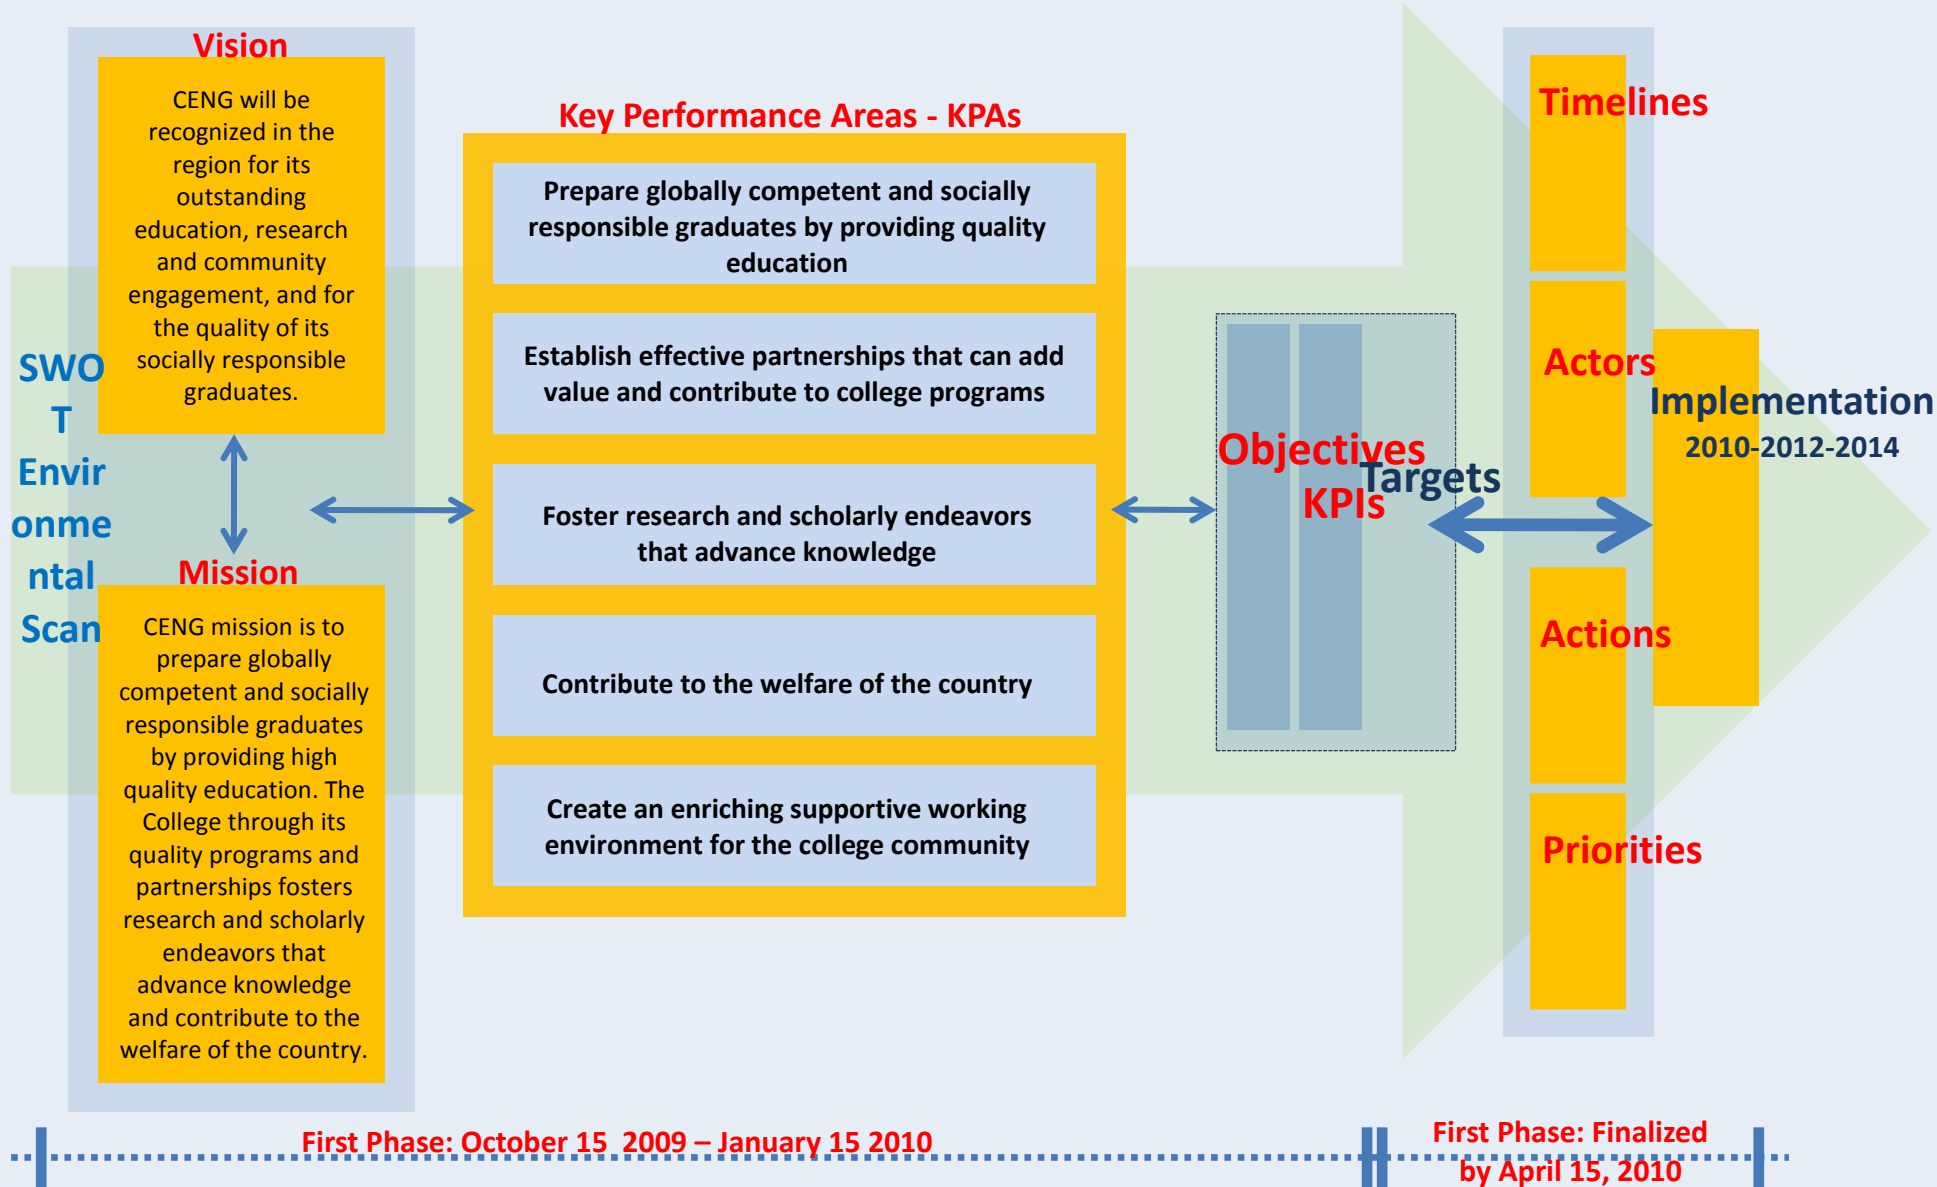 Vision
CENG will be
recognized in the
region for its
outstanding
education, research
and community
engagement, and for
the quality of its
socially responsible
graduates.
SWO
T
Envir
onme
ntal
Scan
Mission
CENG mission is to
prepare globally
competent and socially
responsible graduates
by providing high
quality education. The
College through its
quality programs and
partnerships fosters
research and scholarly
endeavors that
advance knowledge
and contribute to the
welfare of the country.
Key Performance Areas - KPAs
Prepare globally competent and socially
responsible graduates by providing quality
education
Establish effective partnerships that can add
value and contribute to college programs
Foster research and scholarly endeavors
that advance knowledge
Contribute to the welfare of the country
Create an enriching supportive working
environment for the college community
Objectives
KPIs
Targets
Timelines
Actors
Actions
Priorities
Implementation
2010-2012-2014
First Phase: October 15  2009 – January 15 2010
First Phase: Finalized
by April 15, 2010